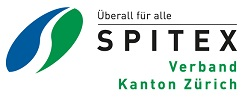 Überall für alle
SPITEX
Verband
Kanton Zürich